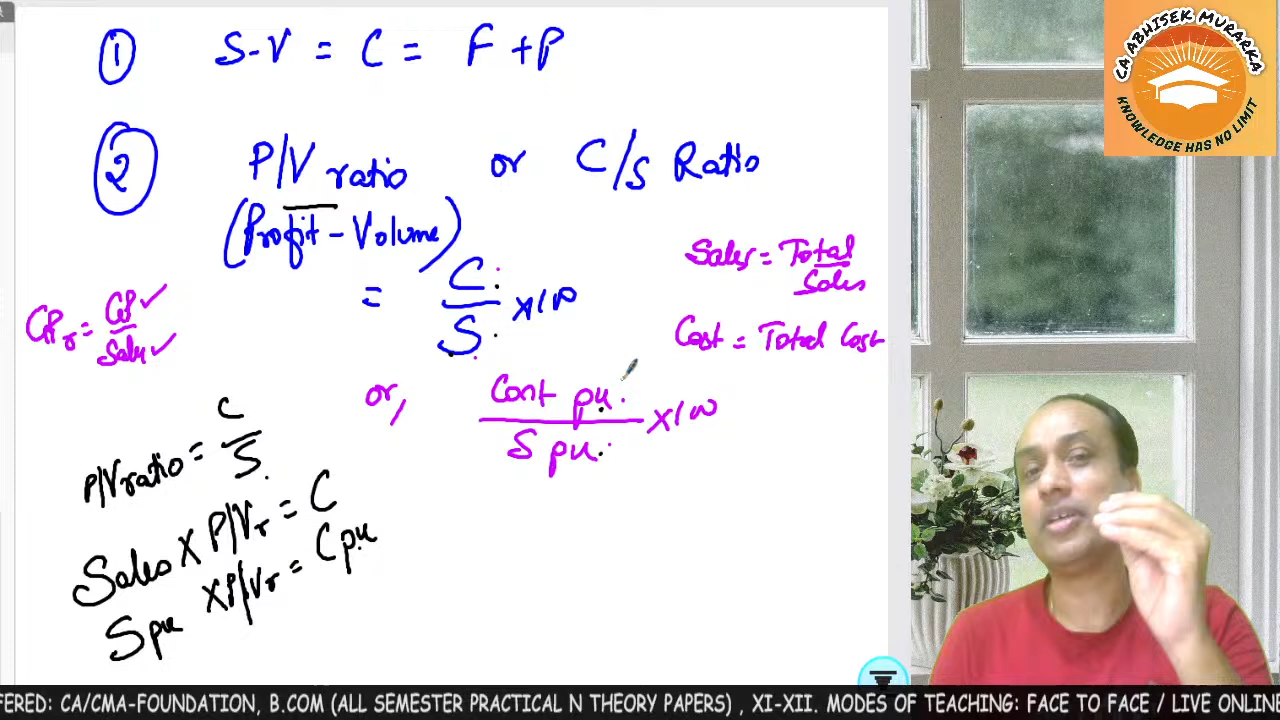 ① S-V = C = F+P
② P/V ratio or C/S Ratio
(Profit - Volume)
= C/S ×100
Sales = Total Sales
Cost = Total Cost
GPr = GP/Sales
or, Cont pu./S pu. ×100
P/V ratio = C/S.
Sales × P/Vr = C
Spu × P/Vr = C pu
CA ABHISEK MURARKA
KNOWLEDGE HAS NO LIMIT
FERED: CA/CMA-FOUNDATION, B.COM (ALL SEMESTER PRACTICAL N THEORY PAPERS) , XI-XII. MODES OF TEACHING: FACE TO FACE / LIVE ONLINE